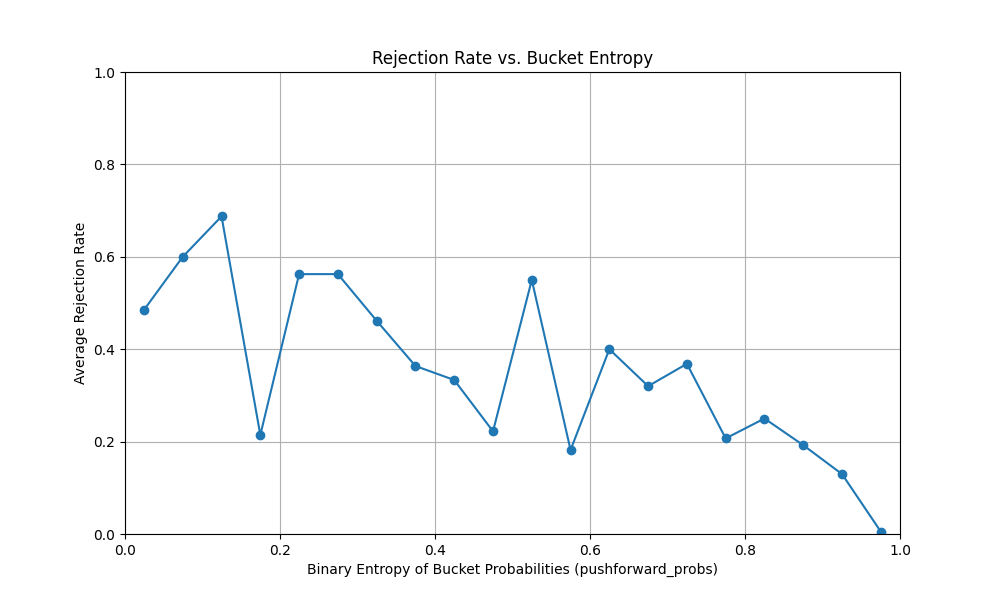 Rejection Rate vs. Bucket Entropy
1.0
0.8
0.6
0.4
0.2
0.0
Average Rejection Rate
0.0 0.2 0.4 0.6 0.8 1.0
Binary Entropy of Bucket Probabilities (pushforward_probs)